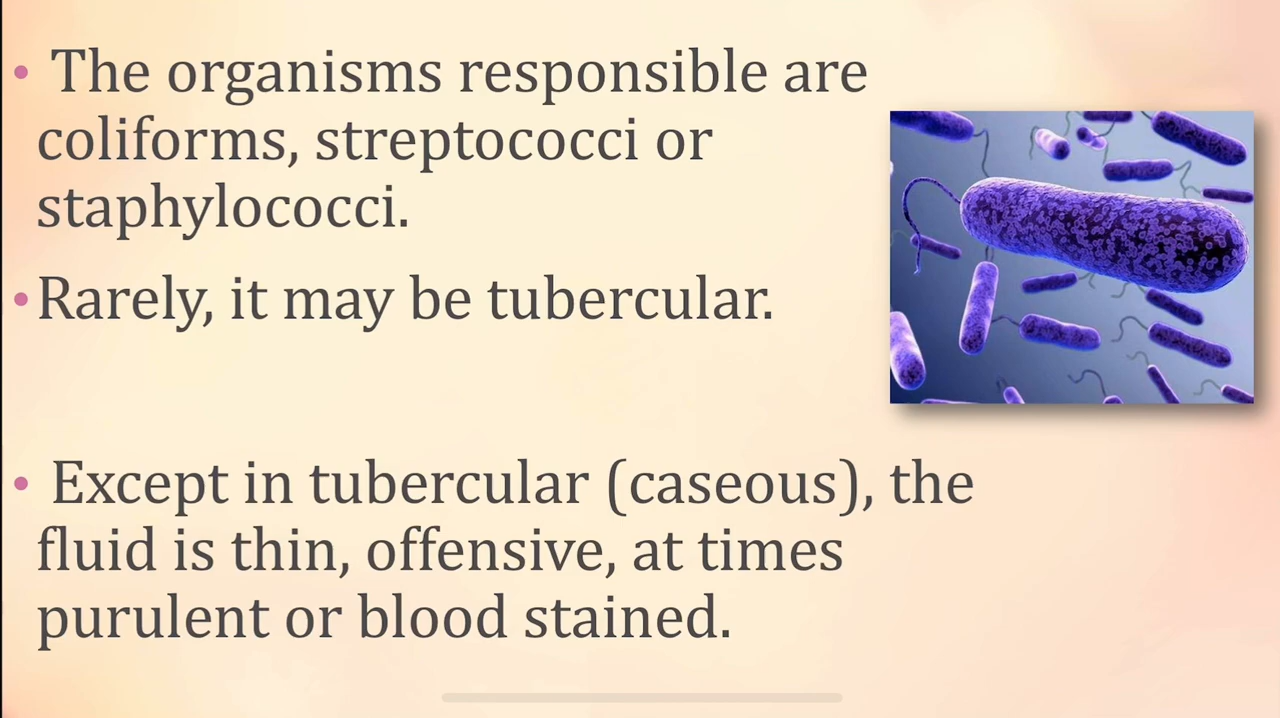 • The organisms responsible are
coliforms, streptococci or
staphylococci.
• Rarely, it may be tubercular.
• Except in tubercular (caseous), the
fluid is thin, offensive, at times
purulent or blood stained.